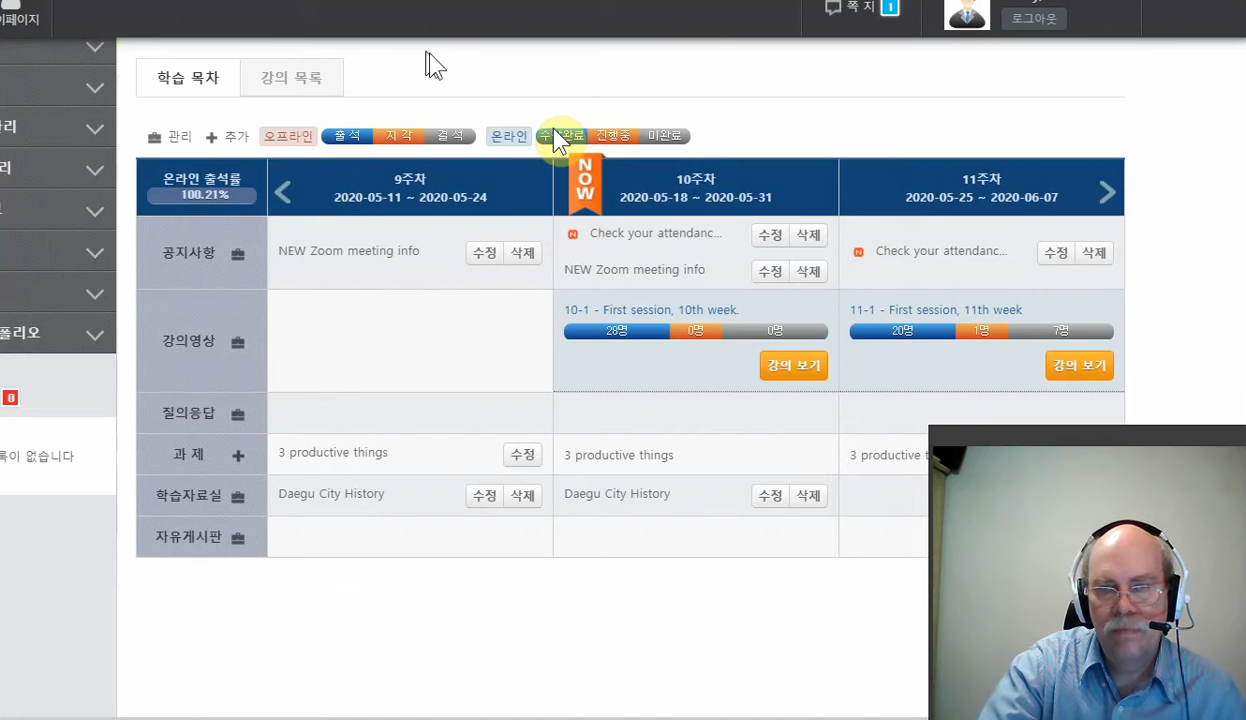 이페이지
쪽 지 1
로그아웃
리
리
폴리오
0
록이 없습니다
학습 목차 강의 목록
관리 추가 오프라인 출 석 지 각 결 석 온라인 완료 진행중 미완료
온라인 출석률
100.21%
9주차
2020-05-11 ~ 2020-05-24
NOW
10주차
2020-05-18 ~ 2020-05-31
11주차
2020-05-25 ~ 2020-06-07
공지사항
NEW Zoom meeting info 수정 삭제
N Check your attendanc... 수정 삭제
NEW Zoom meeting info 수정 삭제
N Check your attendanc... 수정 삭제
강의영상
10-1 - First session, 10th week.
28명 0명 0명
강의 보기
11-1 - First session, 11th week
20명 1명 7명
강의 보기
질의응답
과 제
3 productive things 수정
3 productive things
3 productive
학습자료실
Daegu City History 수정 삭제
Daegu City History 수정 삭제
자유게시판